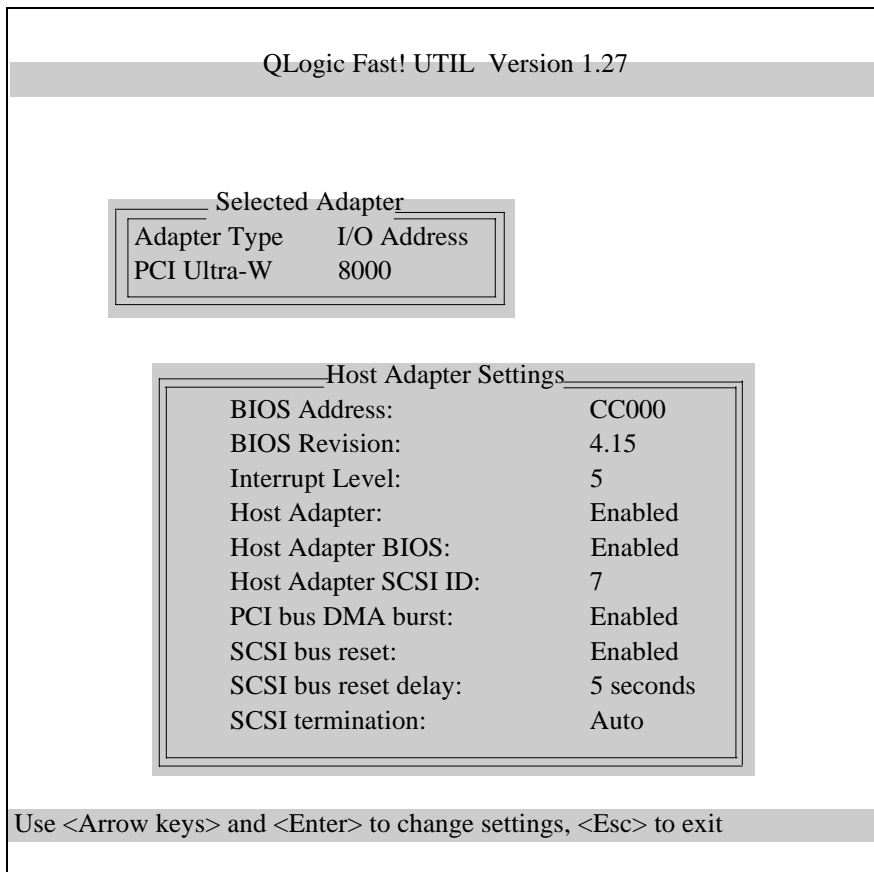 QLogic Fast! UTIL Version 1.27
Selected Adapter
Adapter Type I/O Address
PCI Ultra-W 8000
Host Adapter Settings
BIOS Address: CC000
BIOS Revision: 4.15
Interrupt Level: 5
Host Adapter: Enabled
Host Adapter BIOS: Enabled
Host Adapter SCSI ID: 7
PCI bus DMA burst: Enabled
SCSI bus reset: Enabled
SCSI bus reset delay: 5 seconds
SCSI termination: Auto
Use <Arrow keys> and <Enter> to change settings, <Esc> to exit